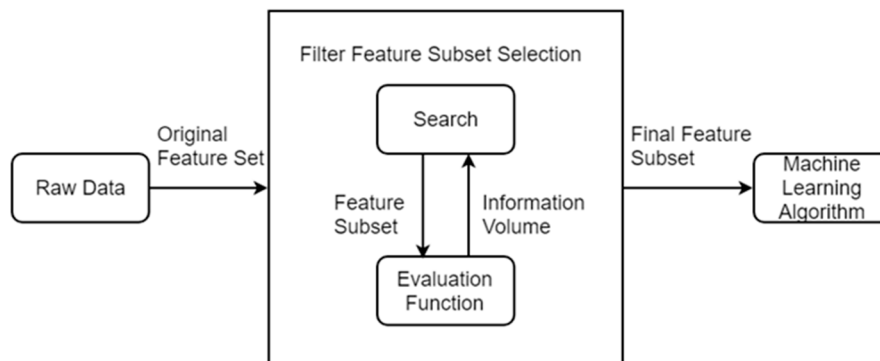 Filter Feature Subset Selection
Search
Original
Feature Set
Final Feature
Subset
Raw Data
Feature
Subset
Information
Volume
Machine
Learning
Algorithm
Evaluation
Function